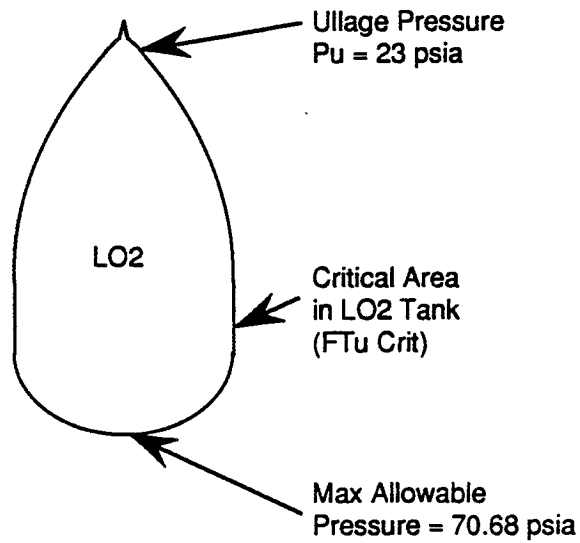 Ullage Pressure
Pu = 23 psia
LO2
Critical Area
in LO2 Tank
(FTu Crit)
Max Allowable
Pressure = 70.68 psia